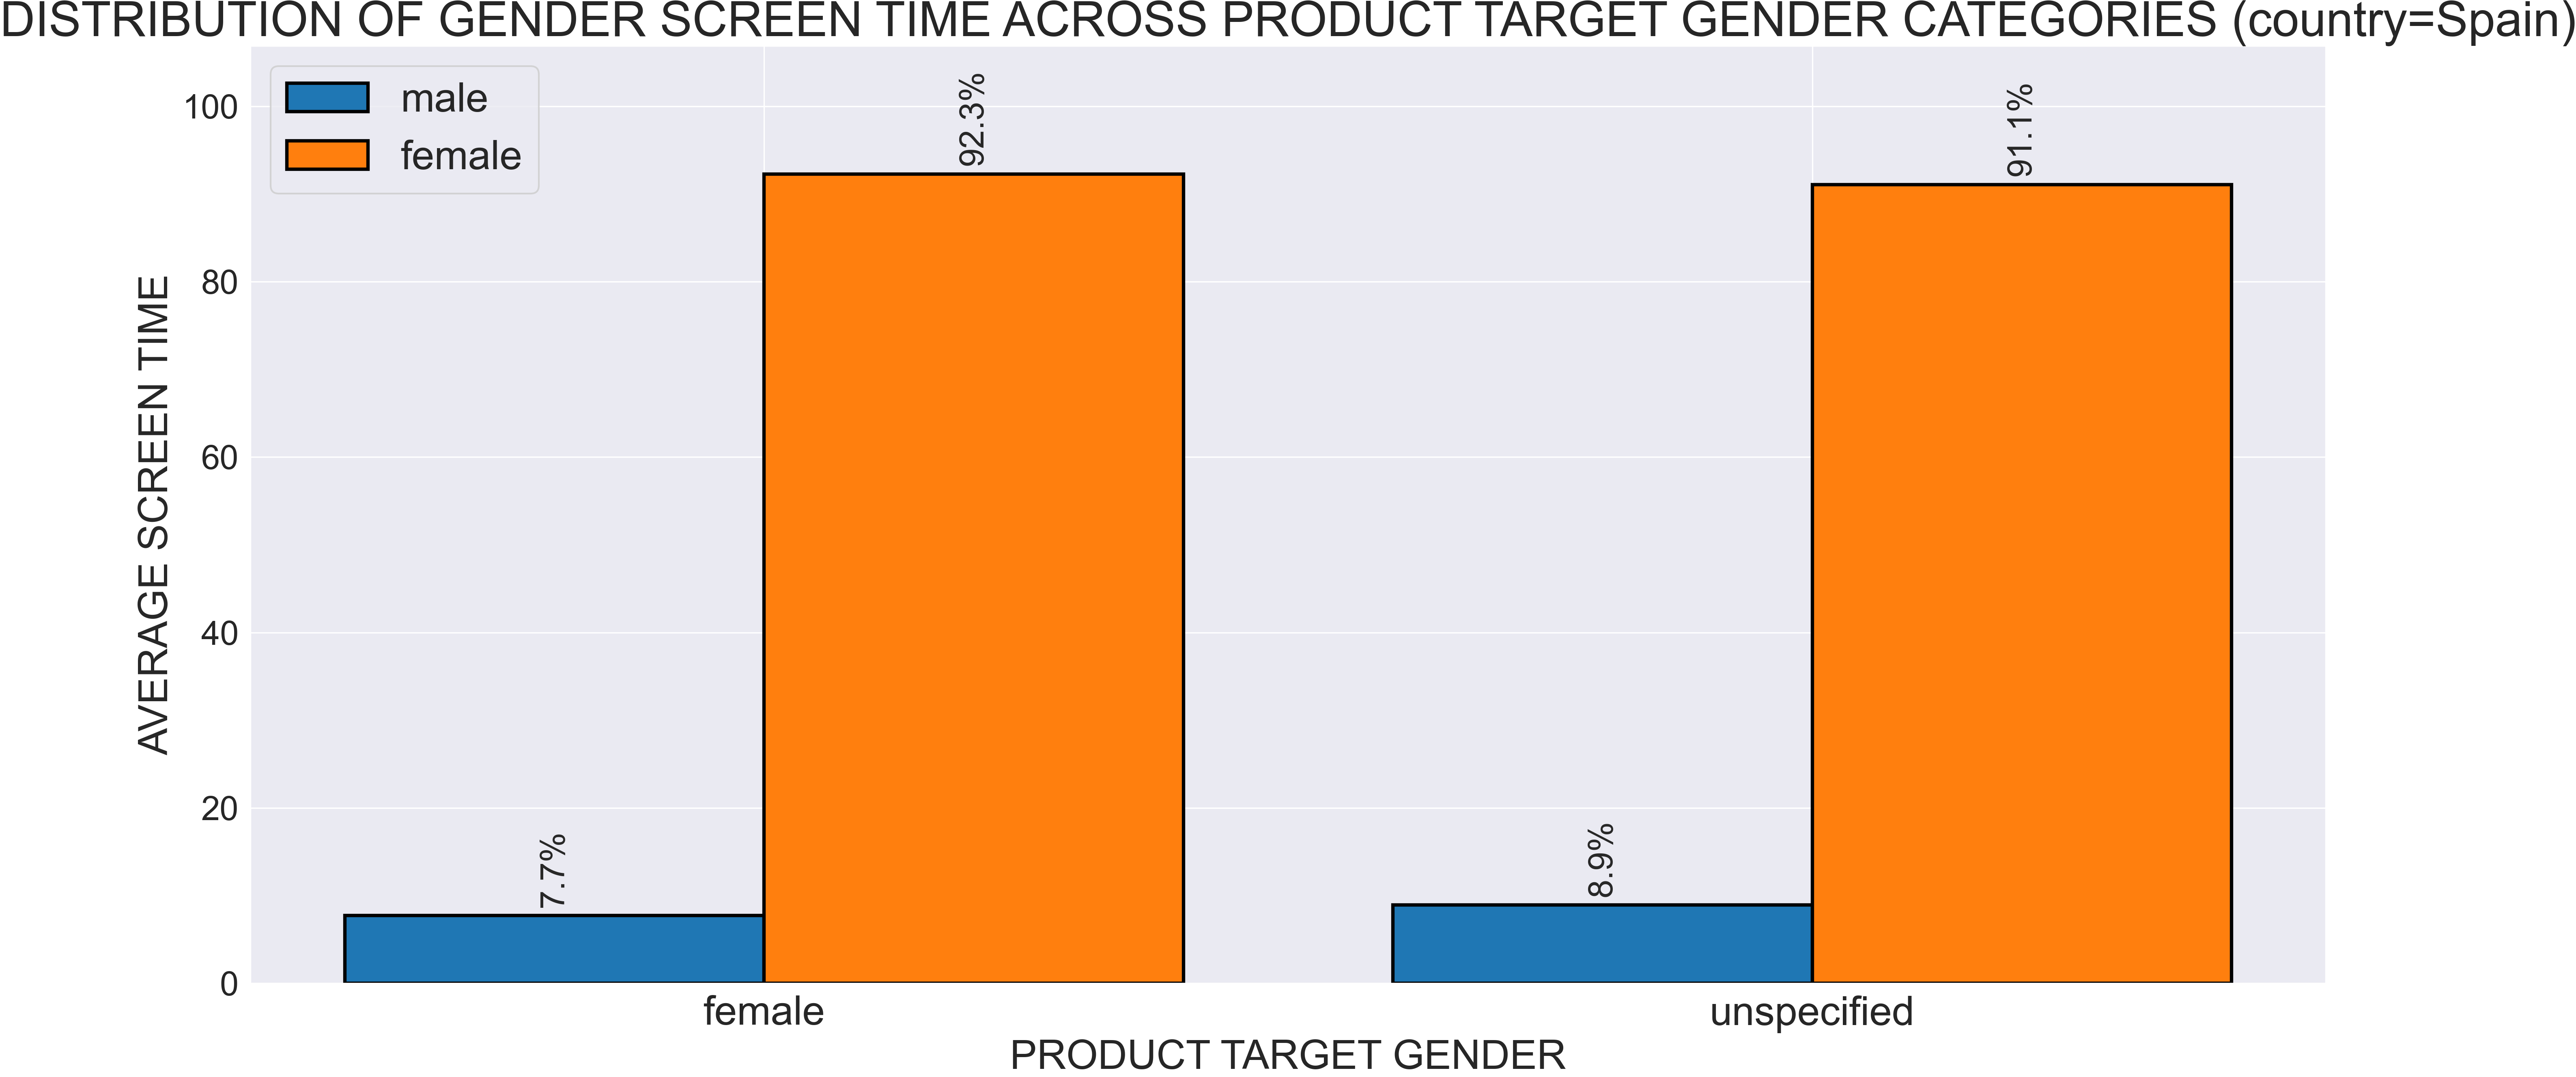 DISTRIBUTION OF GENDER SCREEN TIME ACROSS PRODUCT TARGET GENDER CATEGORIES (country=Spain)
male
female
AVERAGE SCREEN TIME
100
80
60
40
20
0
7.7%
92.3%
8.9%
91.1%
female
unspecified
PRODUCT TARGET GENDER